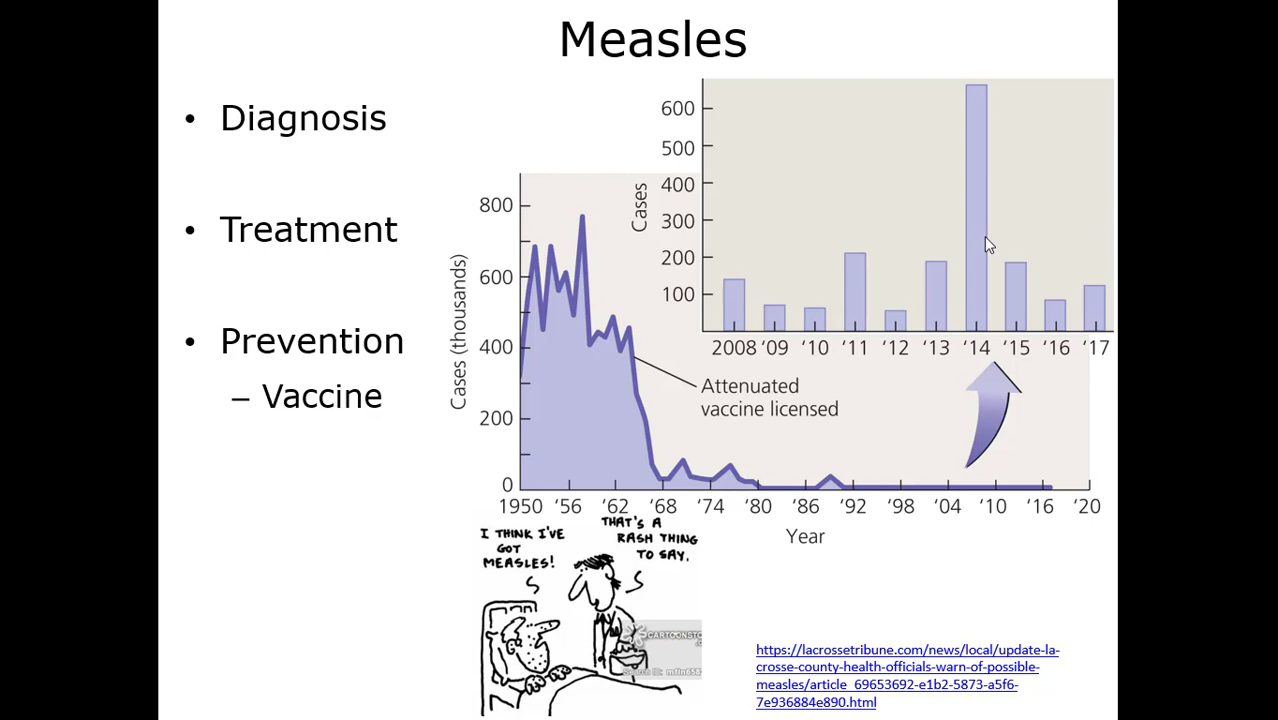 Measles
• Diagnosis
• Treatment
• Prevention
– Vaccine
600
500
400
300
200
100
Cases
2008 ‘09 ‘10 ‘11 ‘12 ‘13 ‘14 ‘15 ‘16 ‘17
800
600
400
200
0
Cases (thousands)
Attenuated
vaccine licensed
1950 ‘56 ‘62 ‘68 ‘74 ‘80 ‘86 ‘92 ‘98 ‘04 ‘10 ‘16 ‘20
Year
I THINK I'VE
GOT
MEASLES!
THAT'S A
RASH THING
TO SAY.
CARTOONSTO
https://lacrossetribune.com/news/local/update-la-
crosse-county-health-officials-warn-of-possible-
measles/article_69653692-e1b2-5873-a5f6-
7e936884e890.html